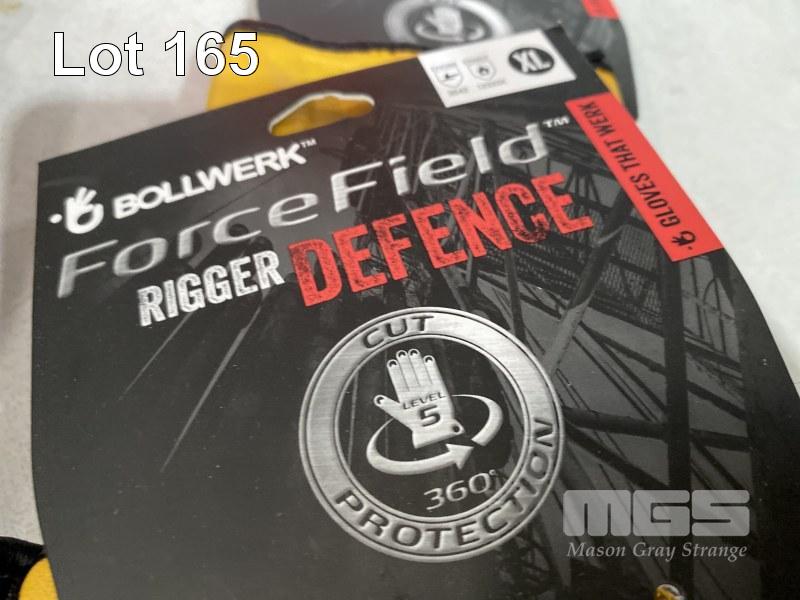 Lot 165
XL
BOLLWERK™
ForceField™
RIGGER DEFENCE
GLOVES THAT WERK
CUT
LEVEL
5
360°
PROTECTION
MGS
Mason Gray Strange